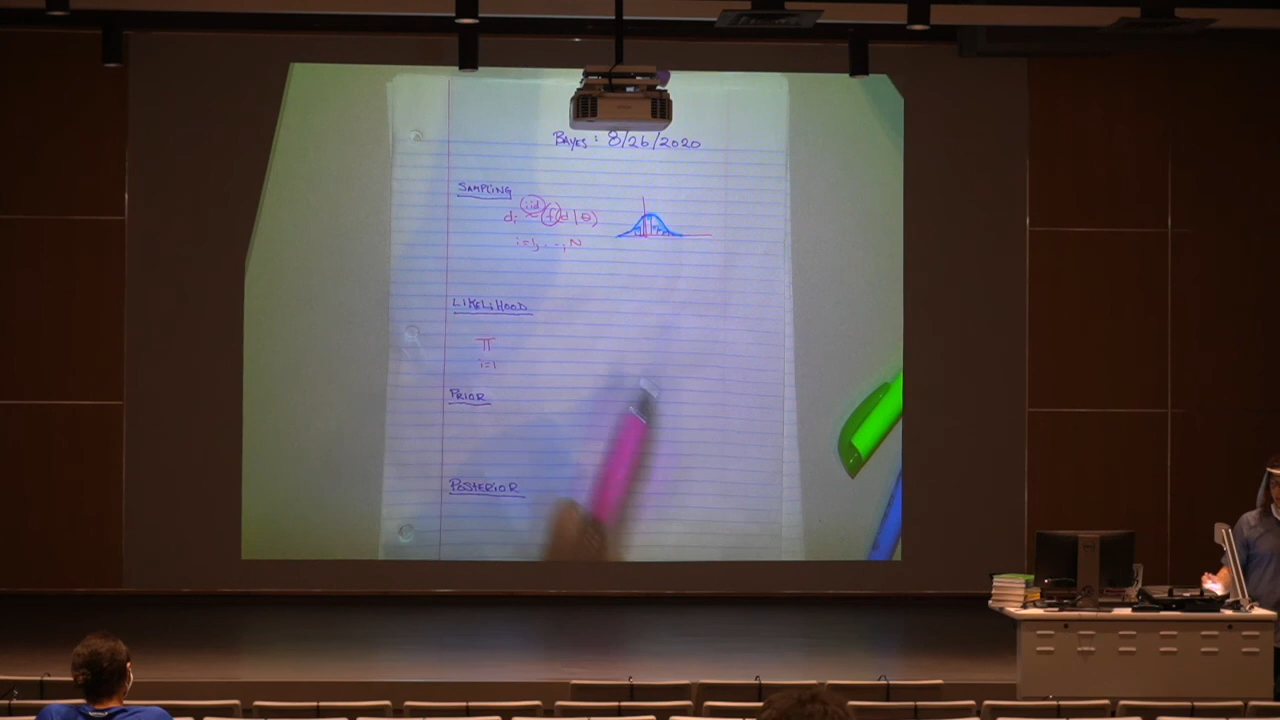 BAYES: 8/26/2020
SAMPLING
dᵢ ~ iid f(d|θ)
i=1, ..., N
LIKELIHOOD
π
i=1
PRIOR
POSTERIOR